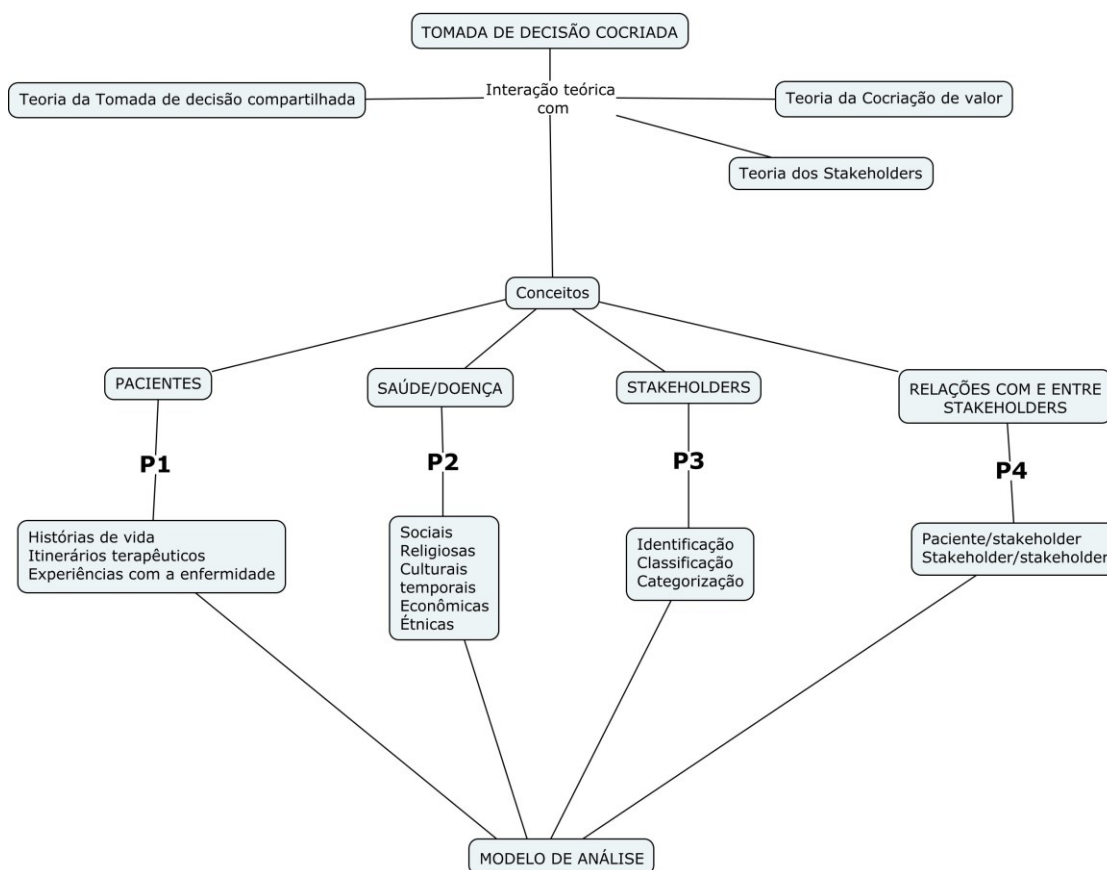 TOMADA DE DECISÃO COCRIADA
Interação teórica
com
Teoria da Tomada de decisão compartilhada
Teoria da Cocriação de valor
Teoria dos Stakeholders
Conceitos
PACIENTES
SAÚDE/DOENÇA
STAKEHOLDERS
RELAÇÕES COM E ENTRE
STAKEHOLDERS
P1
P2
P3
P4
Histórias de vida
Itinerários terapêuticos
Experiências com a enfermidade
Sociais
Religiosas
Culturais
temporais
Econômicas
Étnicas
Identificação
Classificação
Categorização
Paciente/stakeholder
Stakeholder/stakeholder
MODELO DE ANÁLISE